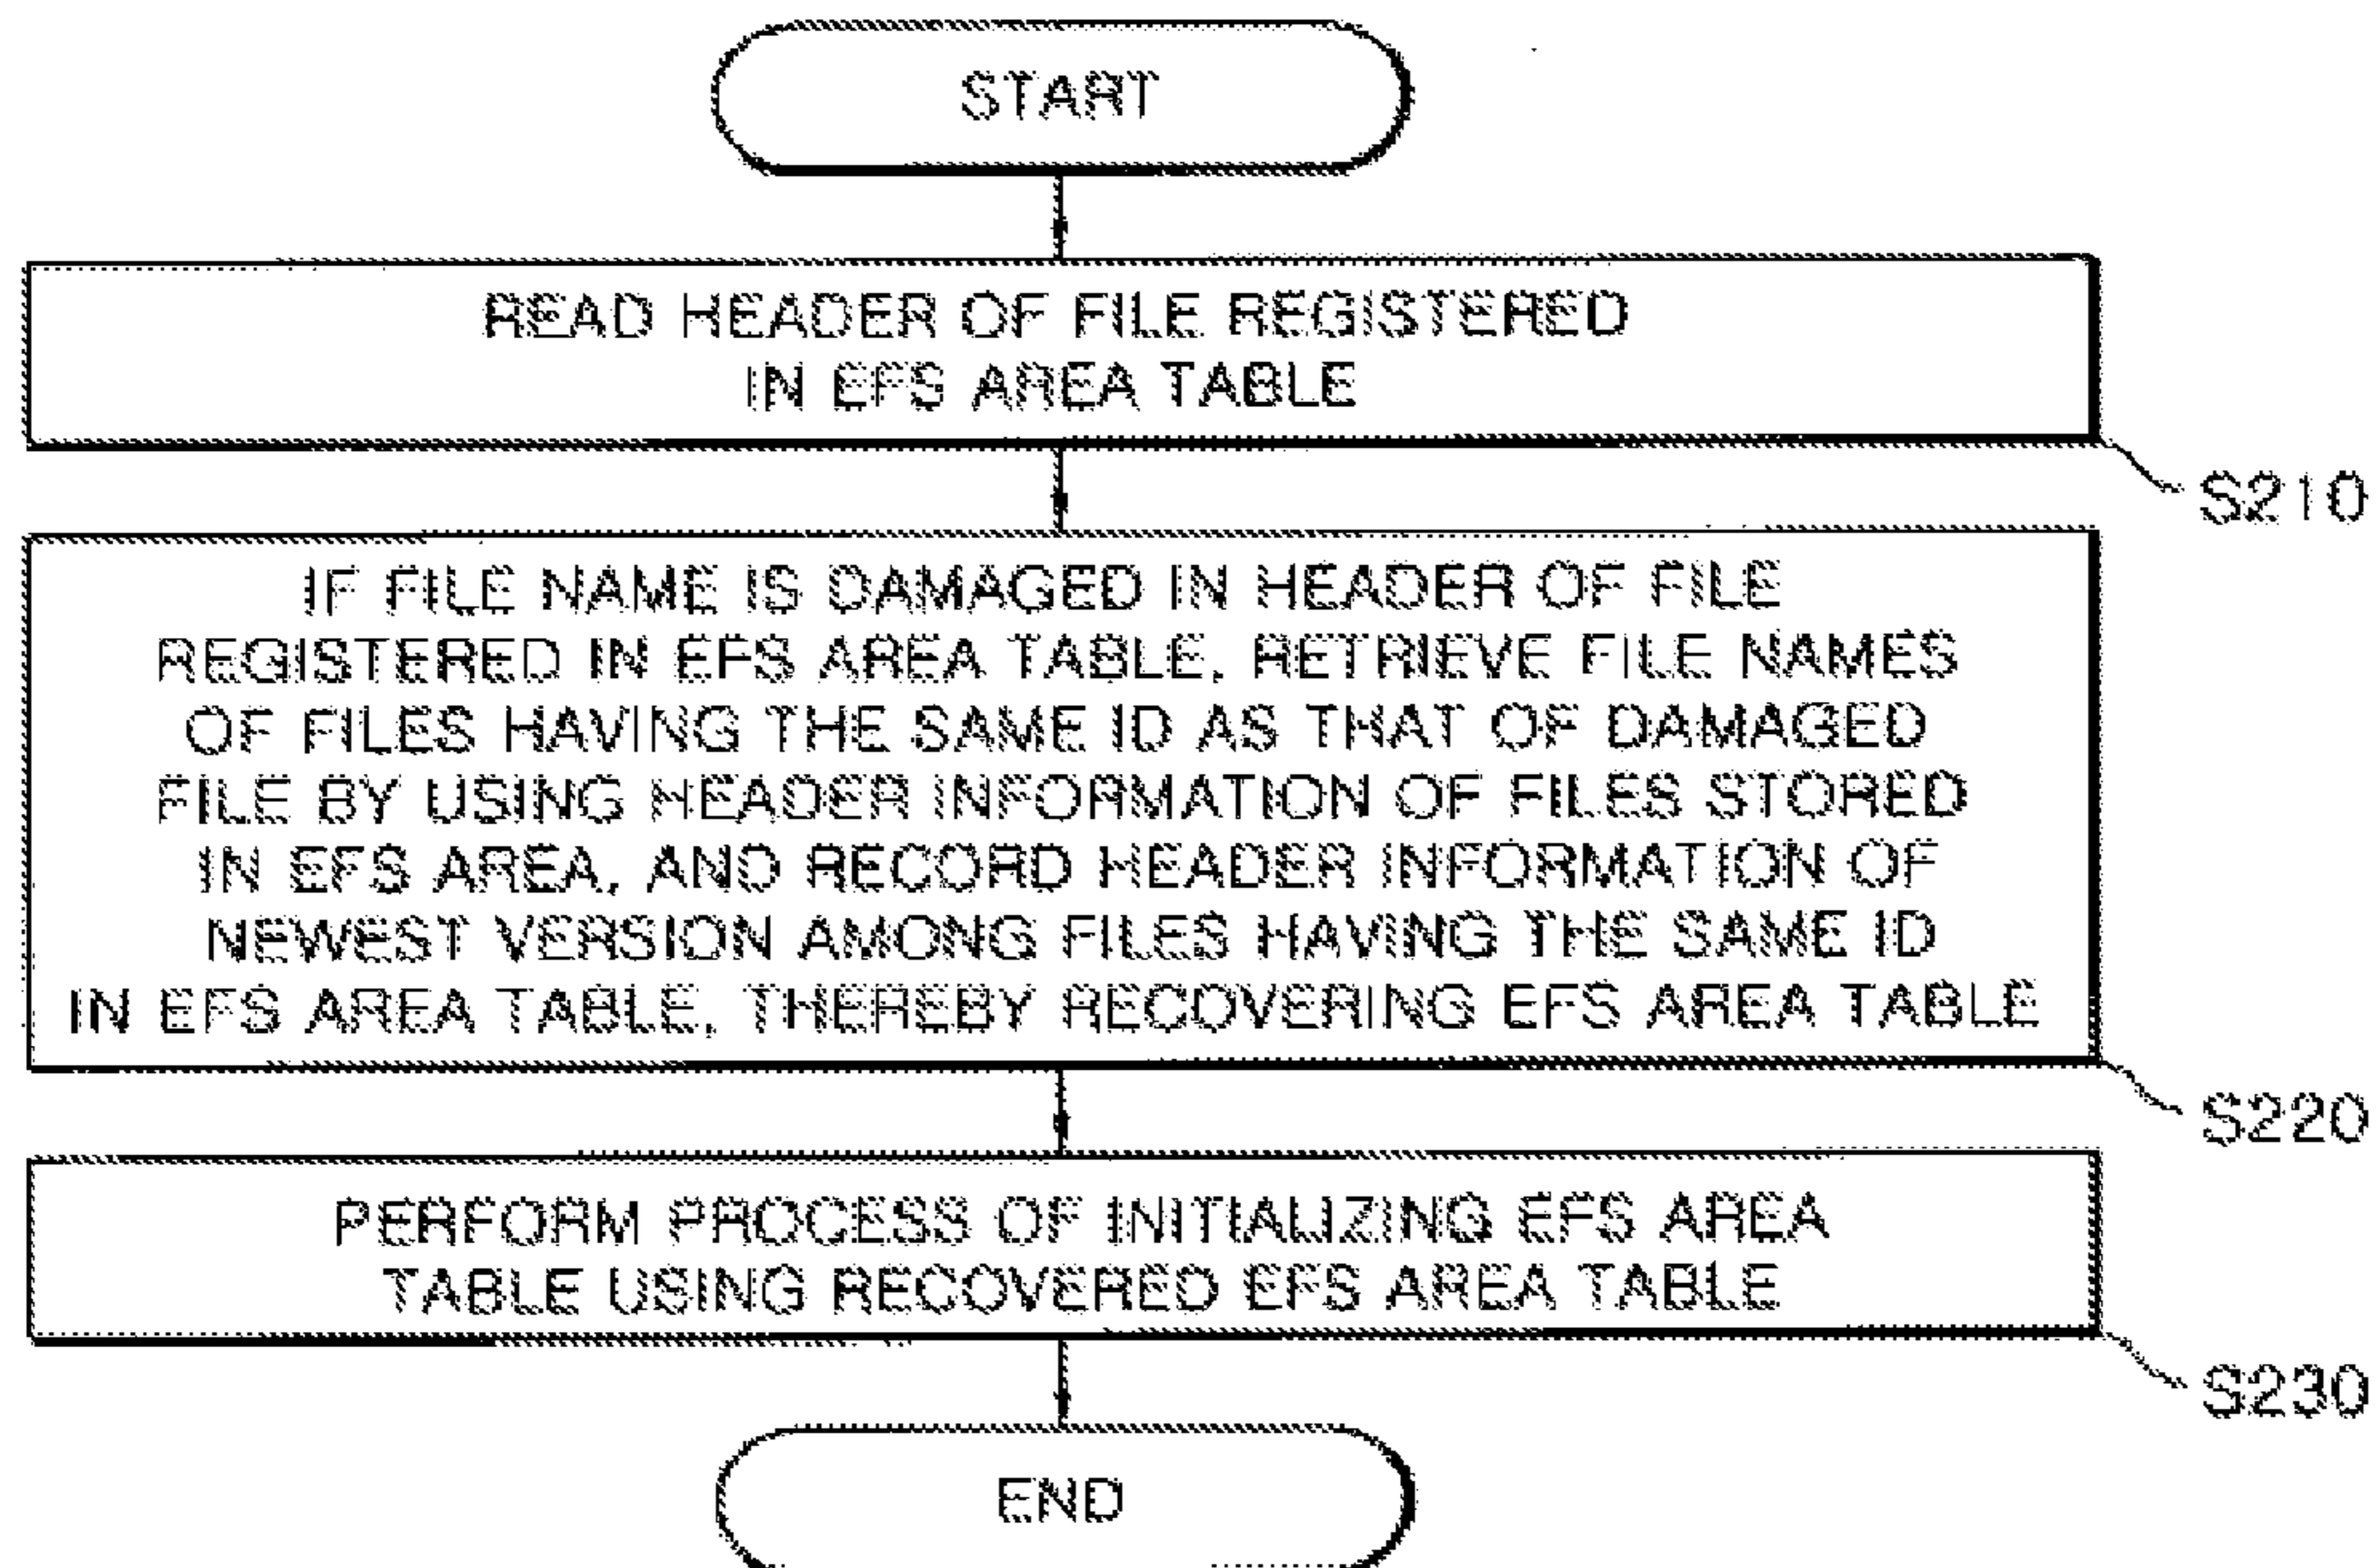 START
READ HEADER OF FILE REGISTERED
IN EFS AREA TABLE
S210
IF FILE NAME IS DAMAGED IN HEADER OF FILE
REGISTERED IN EFS AREA TABLE, RETRIEVE FILE NAMES
OF FILES HAVING THE SAME ID AS THAT OF DAMAGED
FILE BY USING HEADER INFORMATION OF FILES STORED
IN EFS AREA, AND RECORD HEADER INFORMATION OF
NEWEST VERSION AMONG FILES HAVING THE SAME ID
IN EFS AREA TABLE, THEREBY RECOVERING EFS AREA TABLE
S220
PERFORM PROCESS OF INITIALIZING EFS AREA
TABLE USING RECOVERED EFS AREA TABLE
S230
END